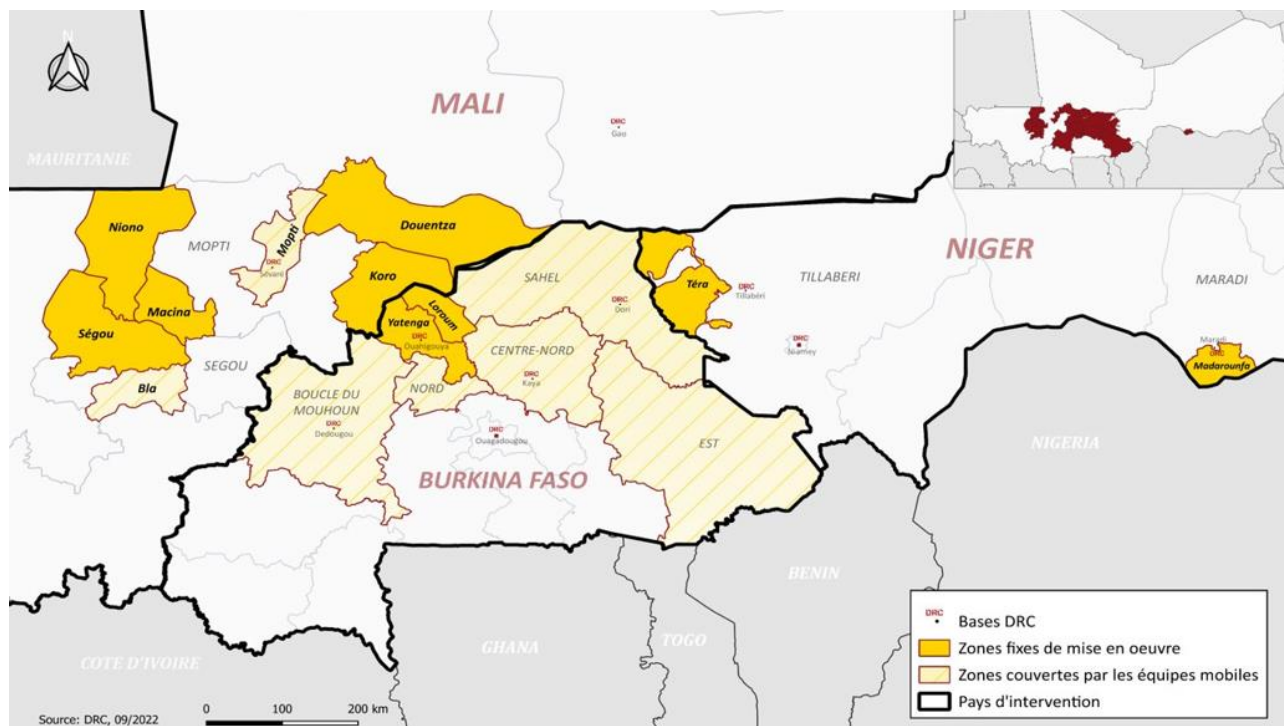 N
MAURITANIE
MALI
DRC
Gao
Niono
MOPTI
Mopti
DRC
Sévaré
Douentza
Koro
Macina
Ségou
SEGOU
Bla
SAHEL
DRC
Dori
Téra
DRC
Tillabéri
TILLABERI
NIGER
MARADI
DRC
Niamey
Maradi
DRC
Madarounfa
Loroum
Yatenga
DRC
Ouahigouya
CENTRE-NORD
DRC
Kaya
NORD
BOUCLE DU
MOUHOUN
DRC
Dedougou
DRC
Ouagadougou
EST
BURKINA FASO
NIGERIA
BENIN
TOGO
GHANA
COTE D'IVOIRE
DRC
Bases DRC
Zones fixes de mise en oeuvre
Zones couvertes par les équipes mobiles
Pays d'intervention
0 100 200 km
Source: DRC, 09/2022